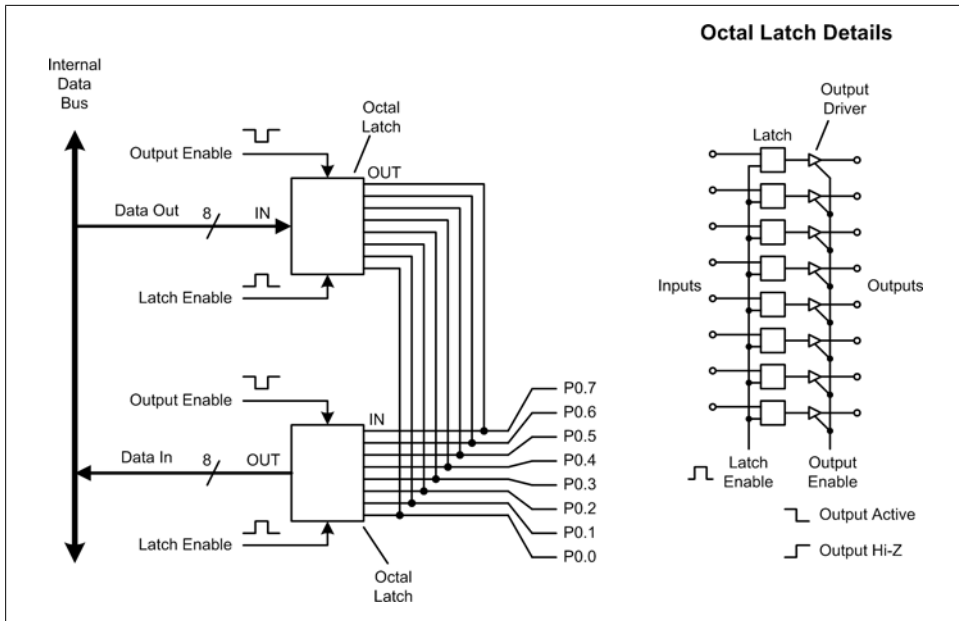 Octal Latch Details
Internal
Data
Bus
Octal
Latch
Output Enable
OUT
Data Out
8
IN
Latch Enable
Output Enable
IN
Data In
8
OUT
Latch Enable
Octal
Latch
P0.7
P0.6
P0.5
P0.4
P0.3
P0.2
P0.1
P0.0
Output
Driver
Latch
Inputs
Outputs
Latch
Enable
Output
Enable
Output Active
Output Hi-Z